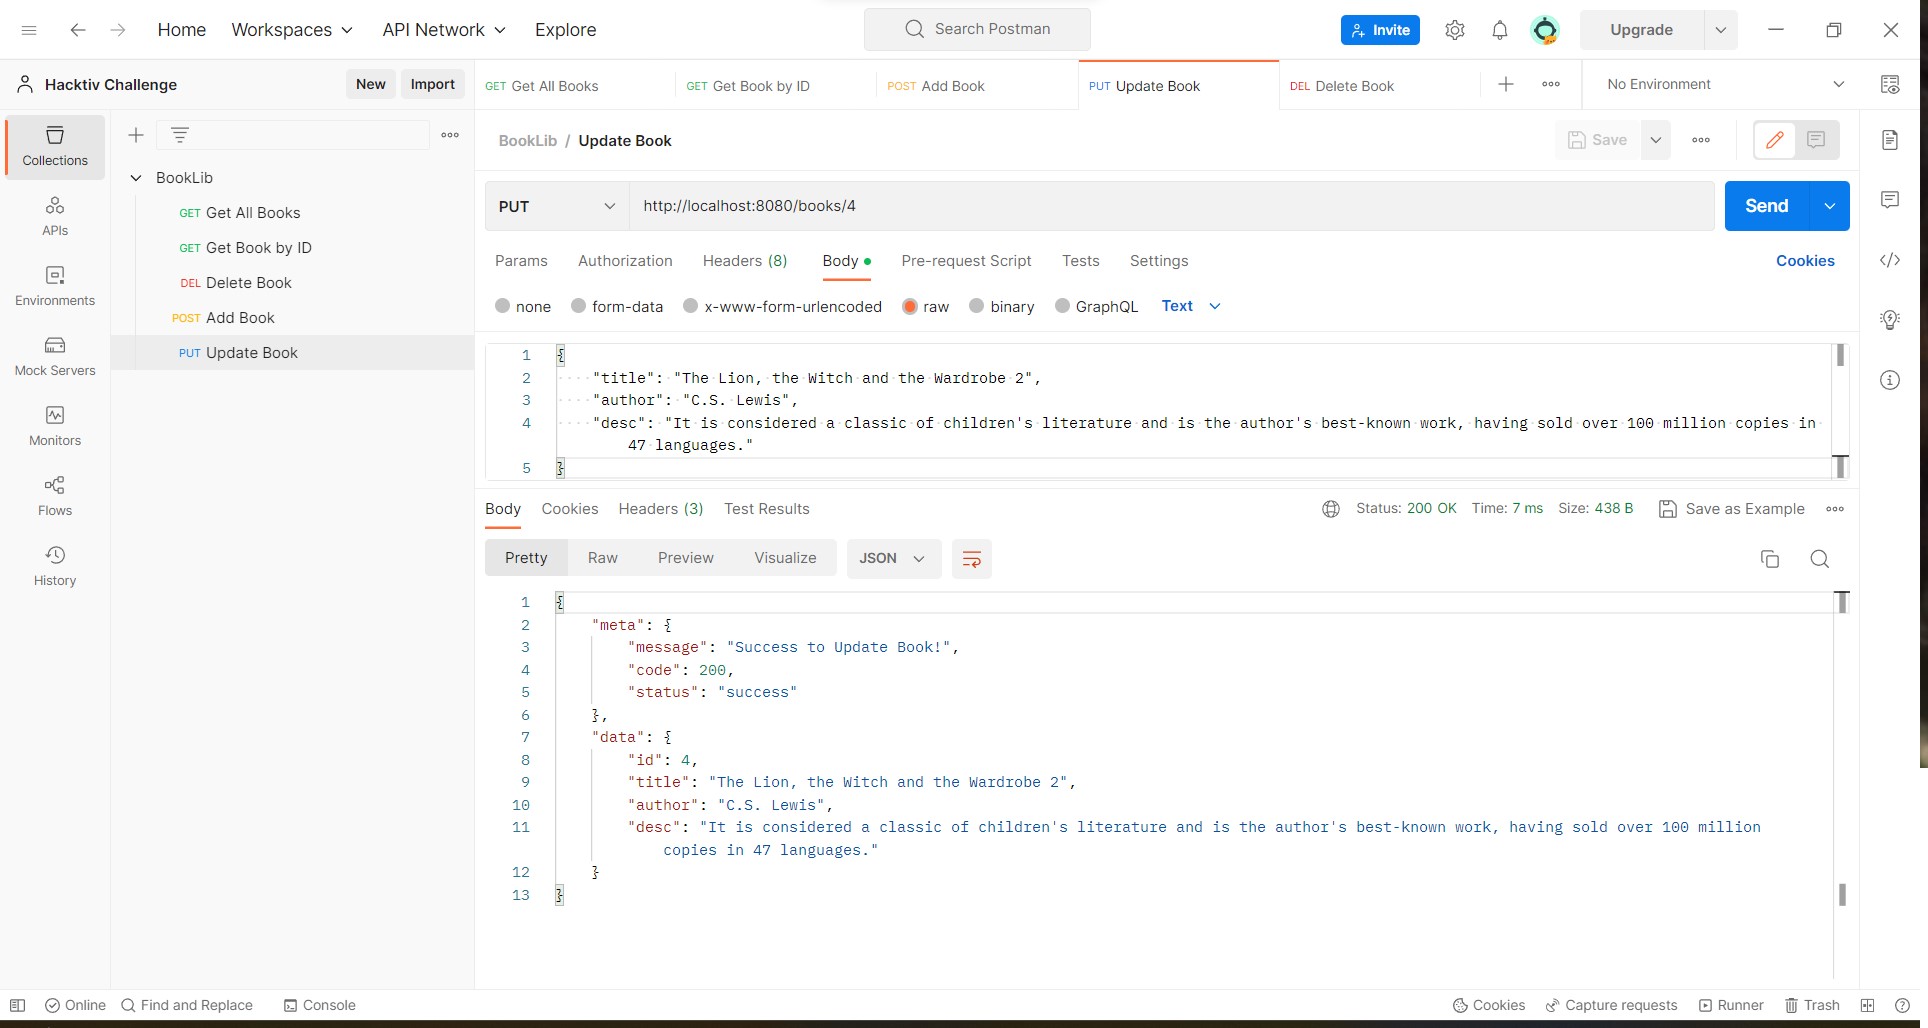 Home Workspaces API Network Explore Search Postman Invite Upgrade
Hacktiv Challenge New Import GET Get All Books GET Get Book by ID POST Add Book PUT Update Book DEL Delete Book No Environment
Collections
APIs
Environments
Mock Servers
Monitors
Flows
History
BookLib
GET Get All Books
GET Get Book by ID
DEL Delete Book
POST Add Book
PUT Update Book
BookLib / Update Book Save
PUT http://localhost:8080/books/4 Send
Params Authorization Headers (8) Body Pre-request Script Tests Settings Cookies
none form-data x-www-form-urlencoded raw binary GraphQL Text
1 {
2 "title": "The Lion, the Witch and the Wardrobe 2",
3 "author": "C.S. Lewis",
4 "desc": "It is considered a classic of children's literature and is the author's best-known work, having sold over 100 million copies in
47 languages."
5 }
Body Cookies Headers (3) Test Results Status: 200 OK Time: 7 ms Size: 438 B Save as Example
Pretty Raw Preview Visualize JSON
1 {
2 "meta": {
3 "message": "Success to Update Book!",
4 "code": 200,
5 "status": "success"
6 },
7 "data": {
8 "id": 4,
9 "title": "The Lion, the Witch and the Wardrobe 2",
10 "author": "C.S. Lewis",
11 "desc": "It is considered a classic of children's literature and is the author's best-known work, having sold over 100 million
copies in 47 languages."
12 }
13 }
Online Find and Replace Console Cookies Capture requests Runner Trash